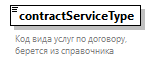 contractServiceType
Код вида услуг по договору,
берется из справочника